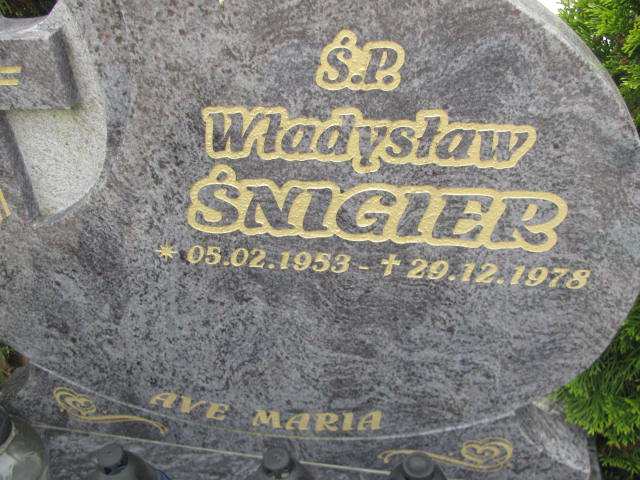 Ś.P.
Władysław
ŚNIGIER
* 05.02.1953 - † 29.12.1978
AVE MARIA